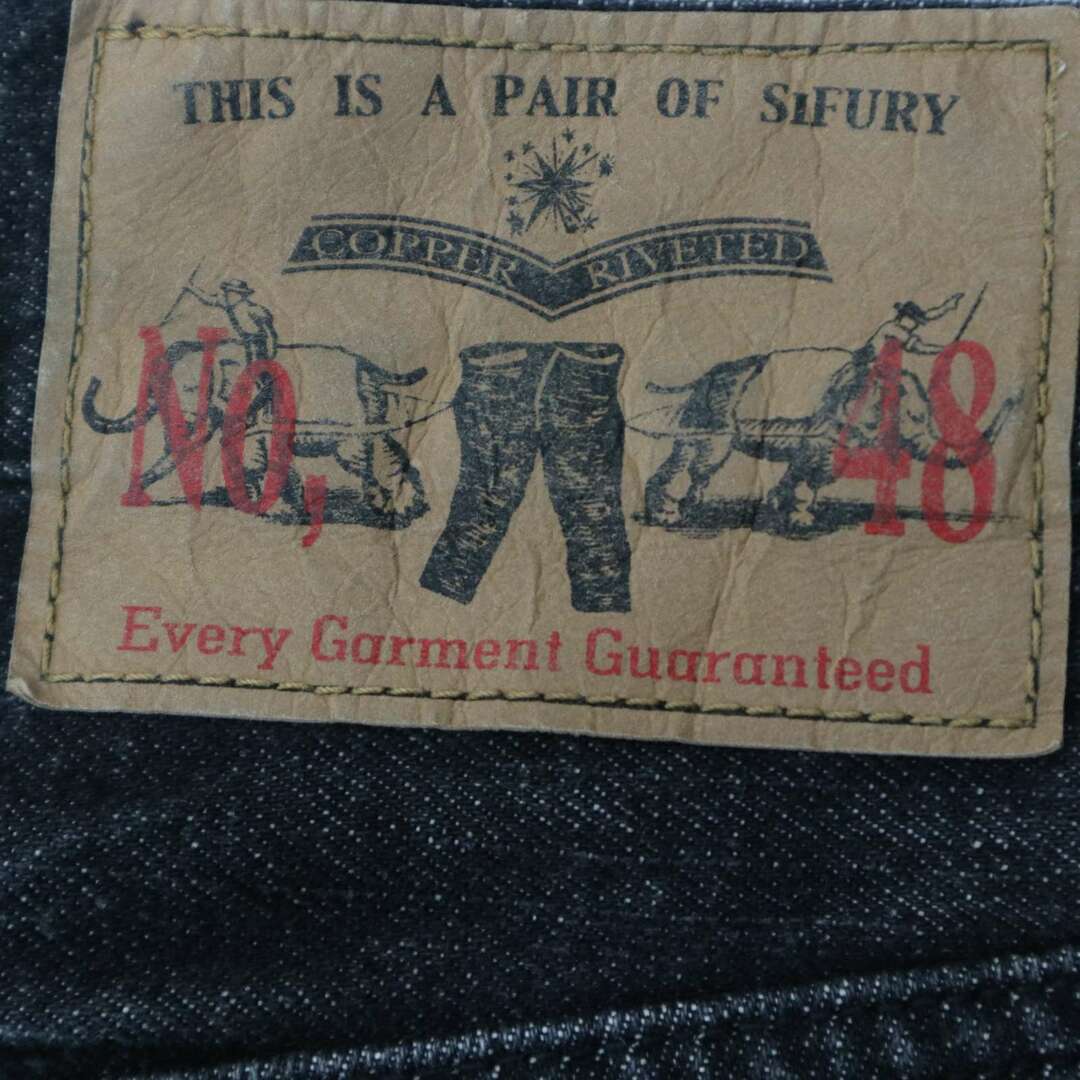 THIS IS A PAIR OF SIFURY
COPPER RIVETED
No, 48
Every Garment Guaranteed